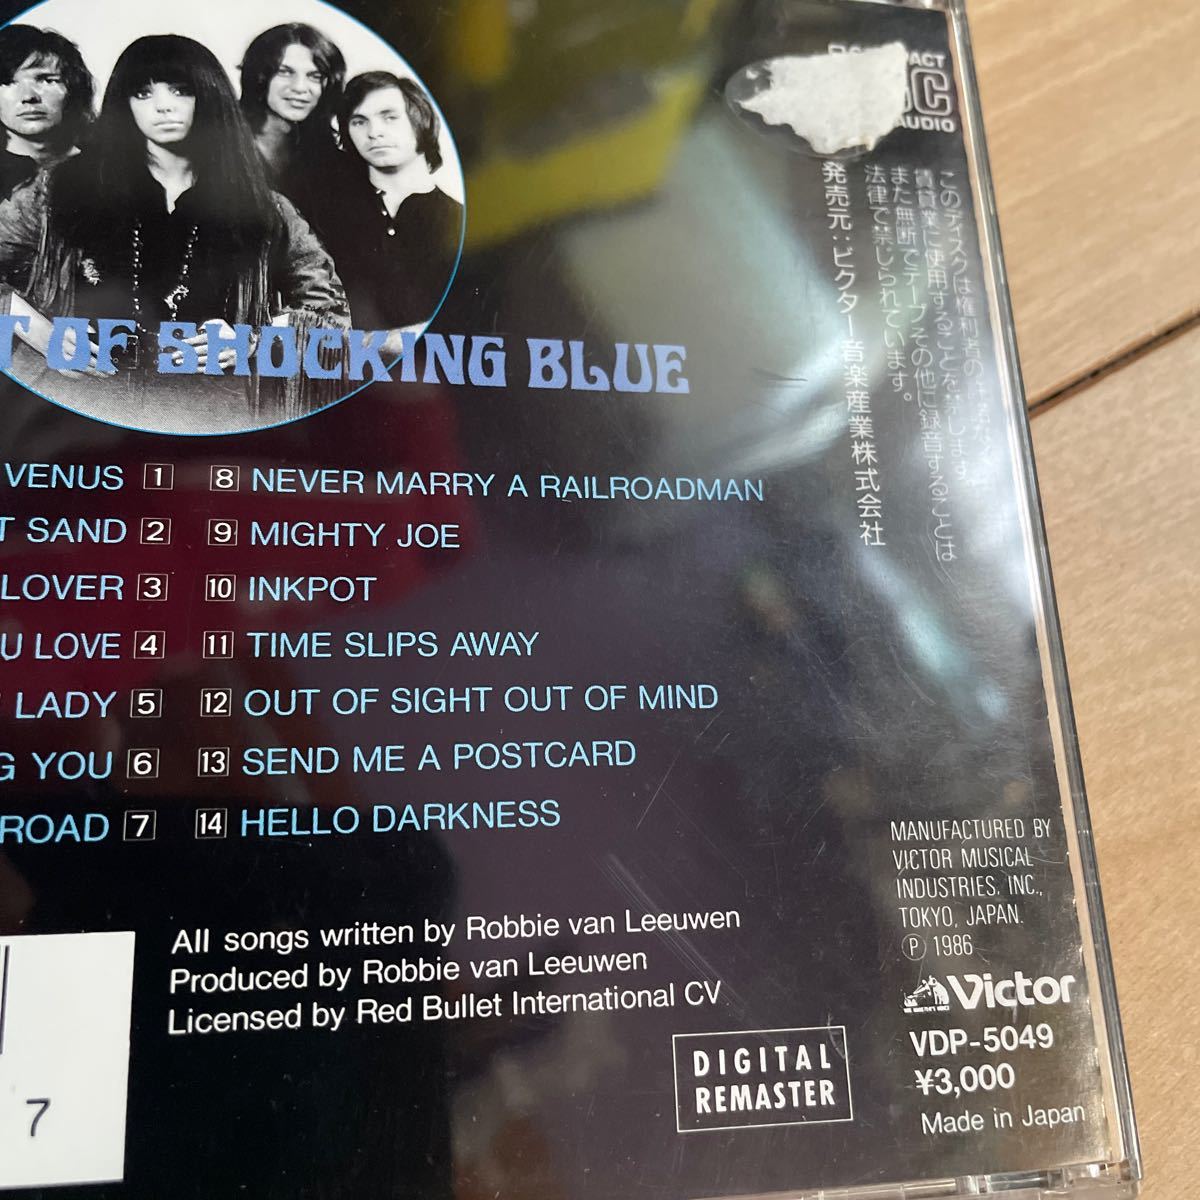 T OF SHOCKING BLUE
VENUS 1
T SAND 2
LOVER 3
U LOVE 4
LADY 5
G YOU 6
ROAD 7
8 NEVER MARRY A RAILROADMAN
9 MIGHTY JOE
10 INKPOT
11 TIME SLIPS AWAY
12 OUT OF SIGHT OUT OF MIND
13 SEND ME A POSTCARD
14 HELLO DARKNESS
All songs written by Robbie van Leeuwen
Produced by Robbie van Leeuwen
Licensed by Red Bullet International CV
DIGITAL
REMASTER
7
AUDIO
このディスクは権利者の
賃貸業に使用することを禁じます。
また無断でテープその他に録音することは
法律で禁じられています。
発売元:ビクター音楽産業株式会社
MANUFACTURED BY
VICTOR MUSICAL
INDUSTRIES, INC.,
TOKYO, JAPAN.
Ⓟ 1986
Victor
VDP-5049
¥3,000
Made in Japan